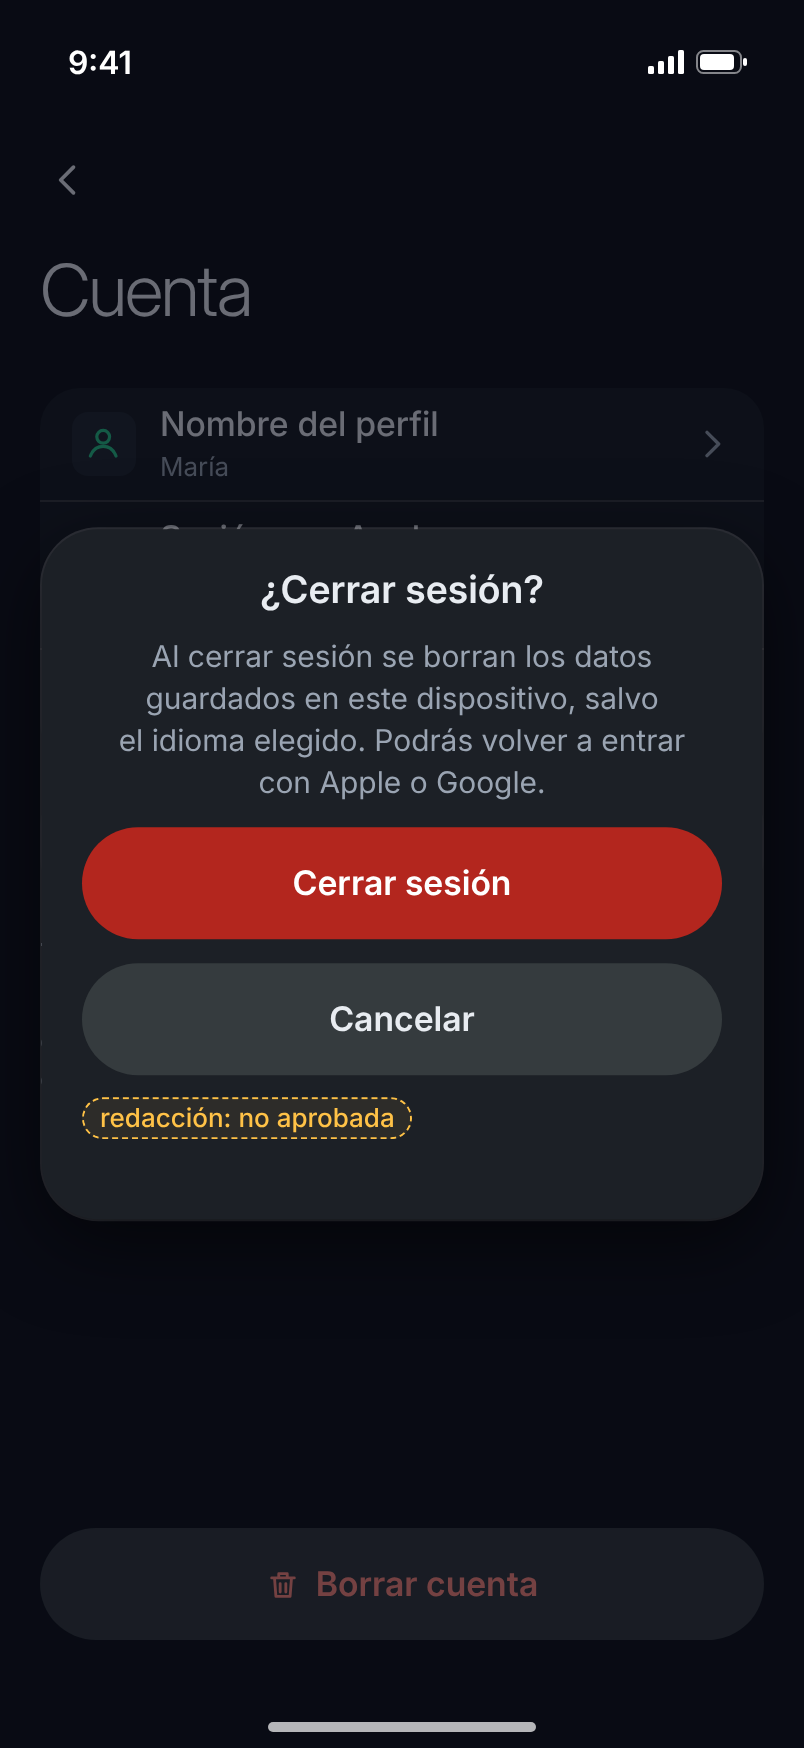 9:41
Cuenta
Nombre del perfil
María
¿Cerrar sesión?
Al cerrar sesión se borran los datos
guardados en este dispositivo, salvo
el idioma elegido. Podrás volver a entrar
con Apple o Google.
Cerrar sesión
Cancelar
redacción: no aprobada
Borrar cuenta